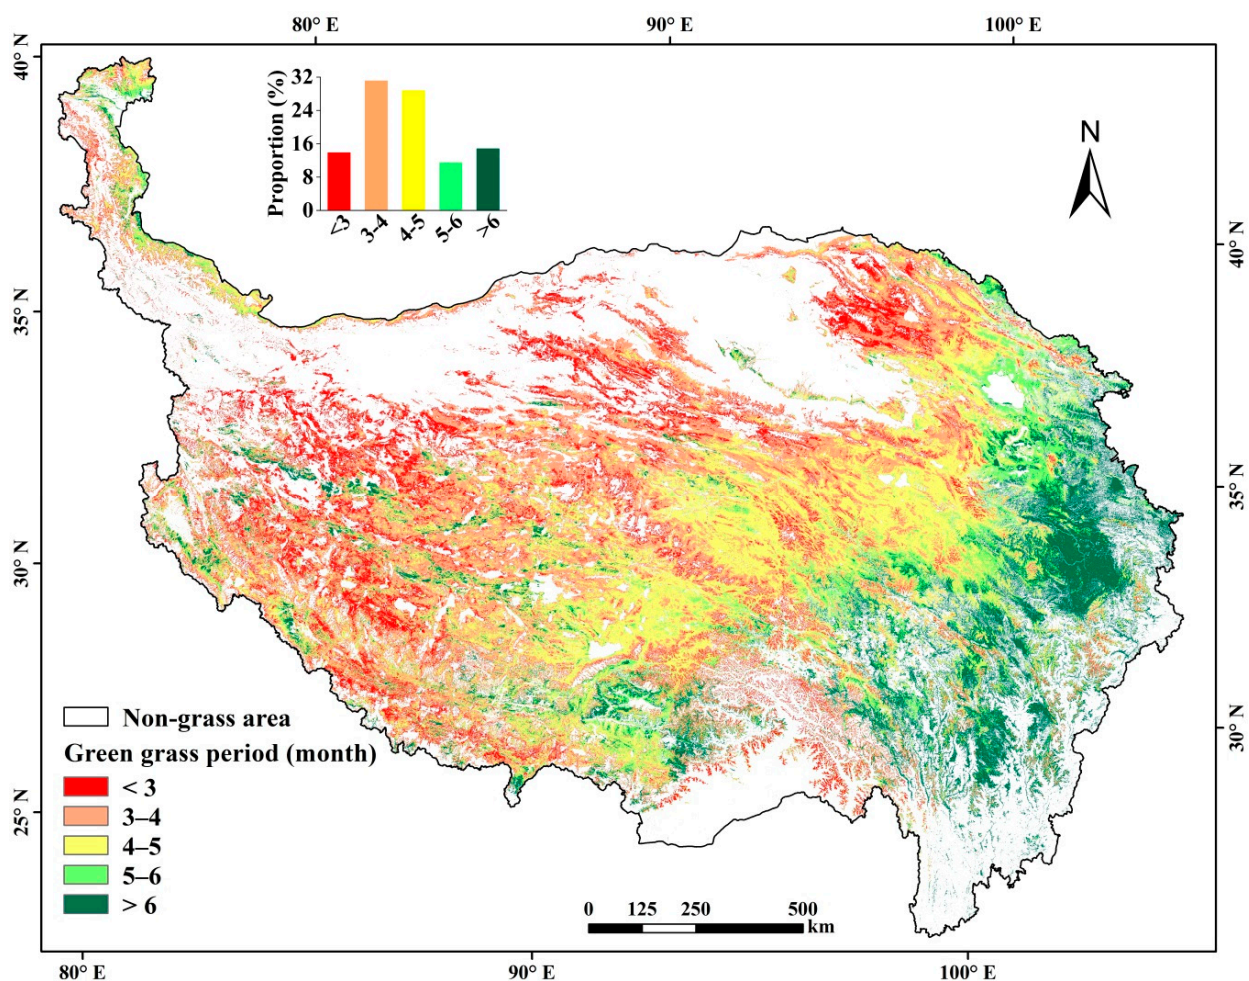 80° E 90° E 100° E
40° N
35° N
30° N
25° N
40° N
35° N
30° N
Proportion (%)
32
24
16
8
0
<3 3-4 4-5 5-6 >6
N
Non-grass area
Green grass period (month)
< 3
3–4
4–5
5–6
> 6
0 125 250 500
km
80° E 90° E 100° E